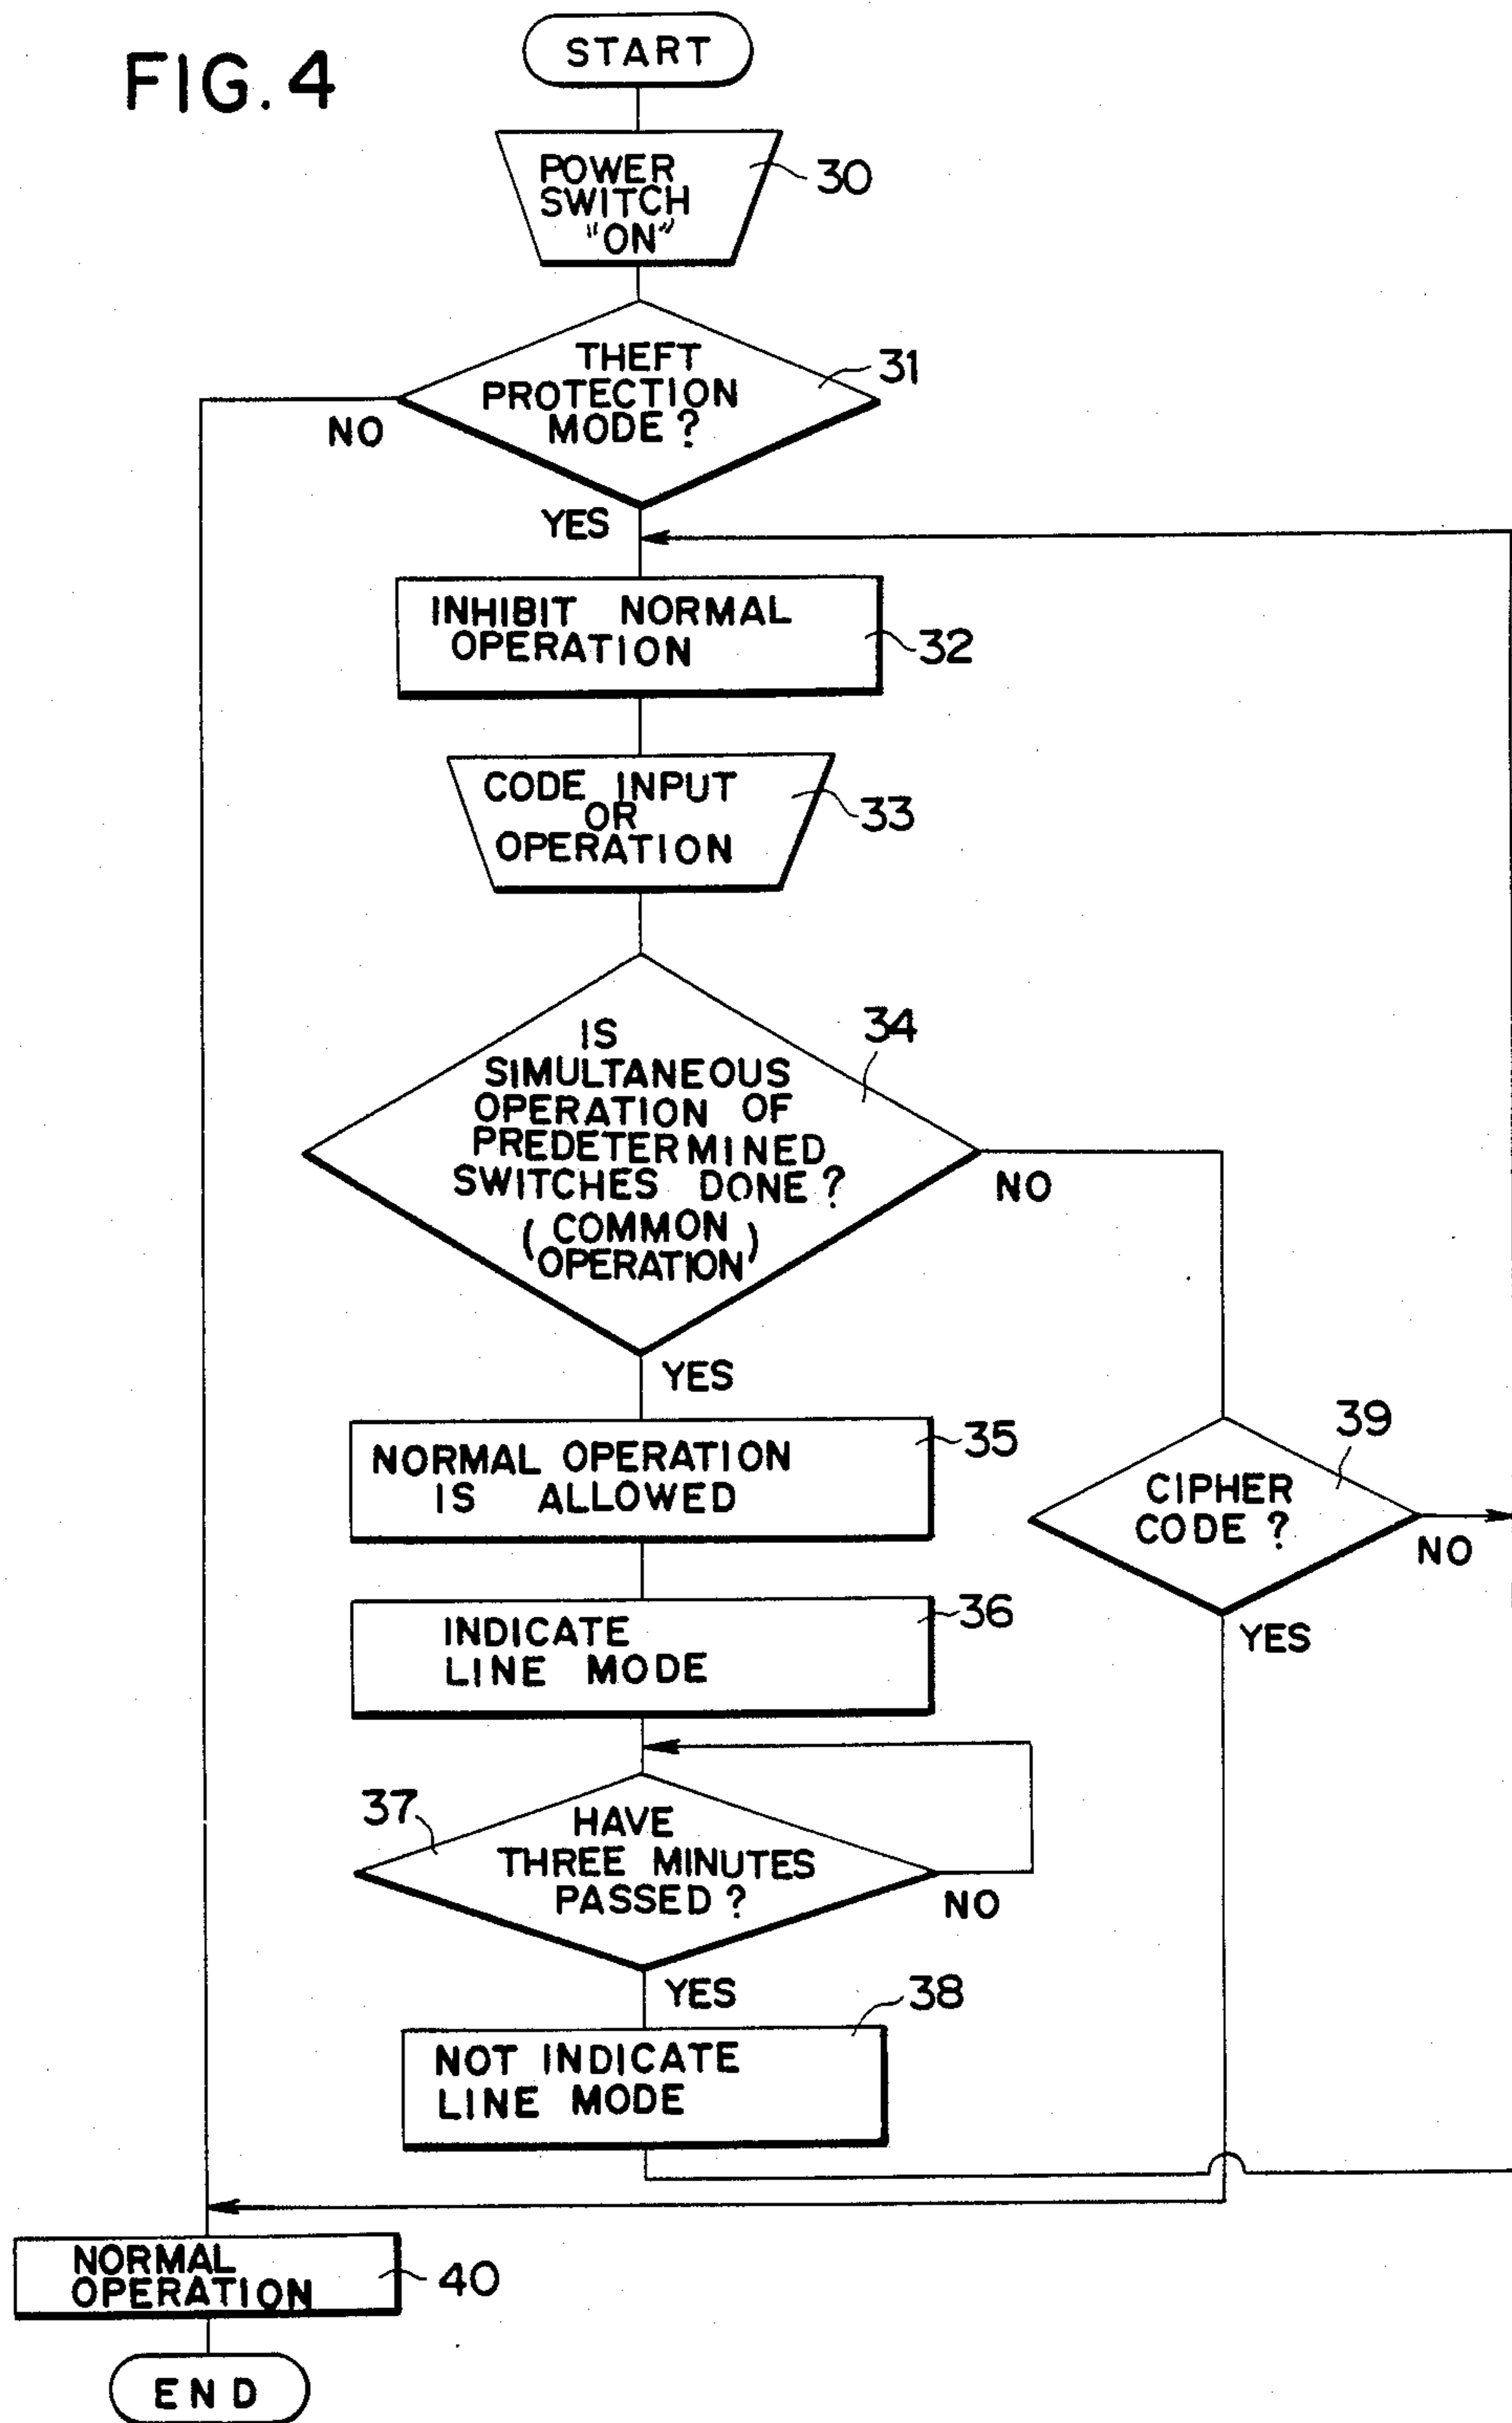 FIG. 4
START
POWER
SWITCH
"ON"
30
THEFT
PROTECTION
MODE?
31
NO
YES
INHIBIT NORMAL
OPERATION
32
CODE INPUT
OR
OPERATION
33
IS
SIMULTANEOUS
OPERATION OF
PREDETERMINED
SWITCHES DONE?
(COMMON
OPERATION)
34
NO
YES
NORMAL OPERATION
IS ALLOWED
35
CIPHER
CODE?
39
NO
YES
INDICATE
LINE MODE
36
37
HAVE
THREE MINUTES
PASSED?
NO
YES
NOT INDICATE
LINE MODE
38
NORMAL
OPERATION
40
END